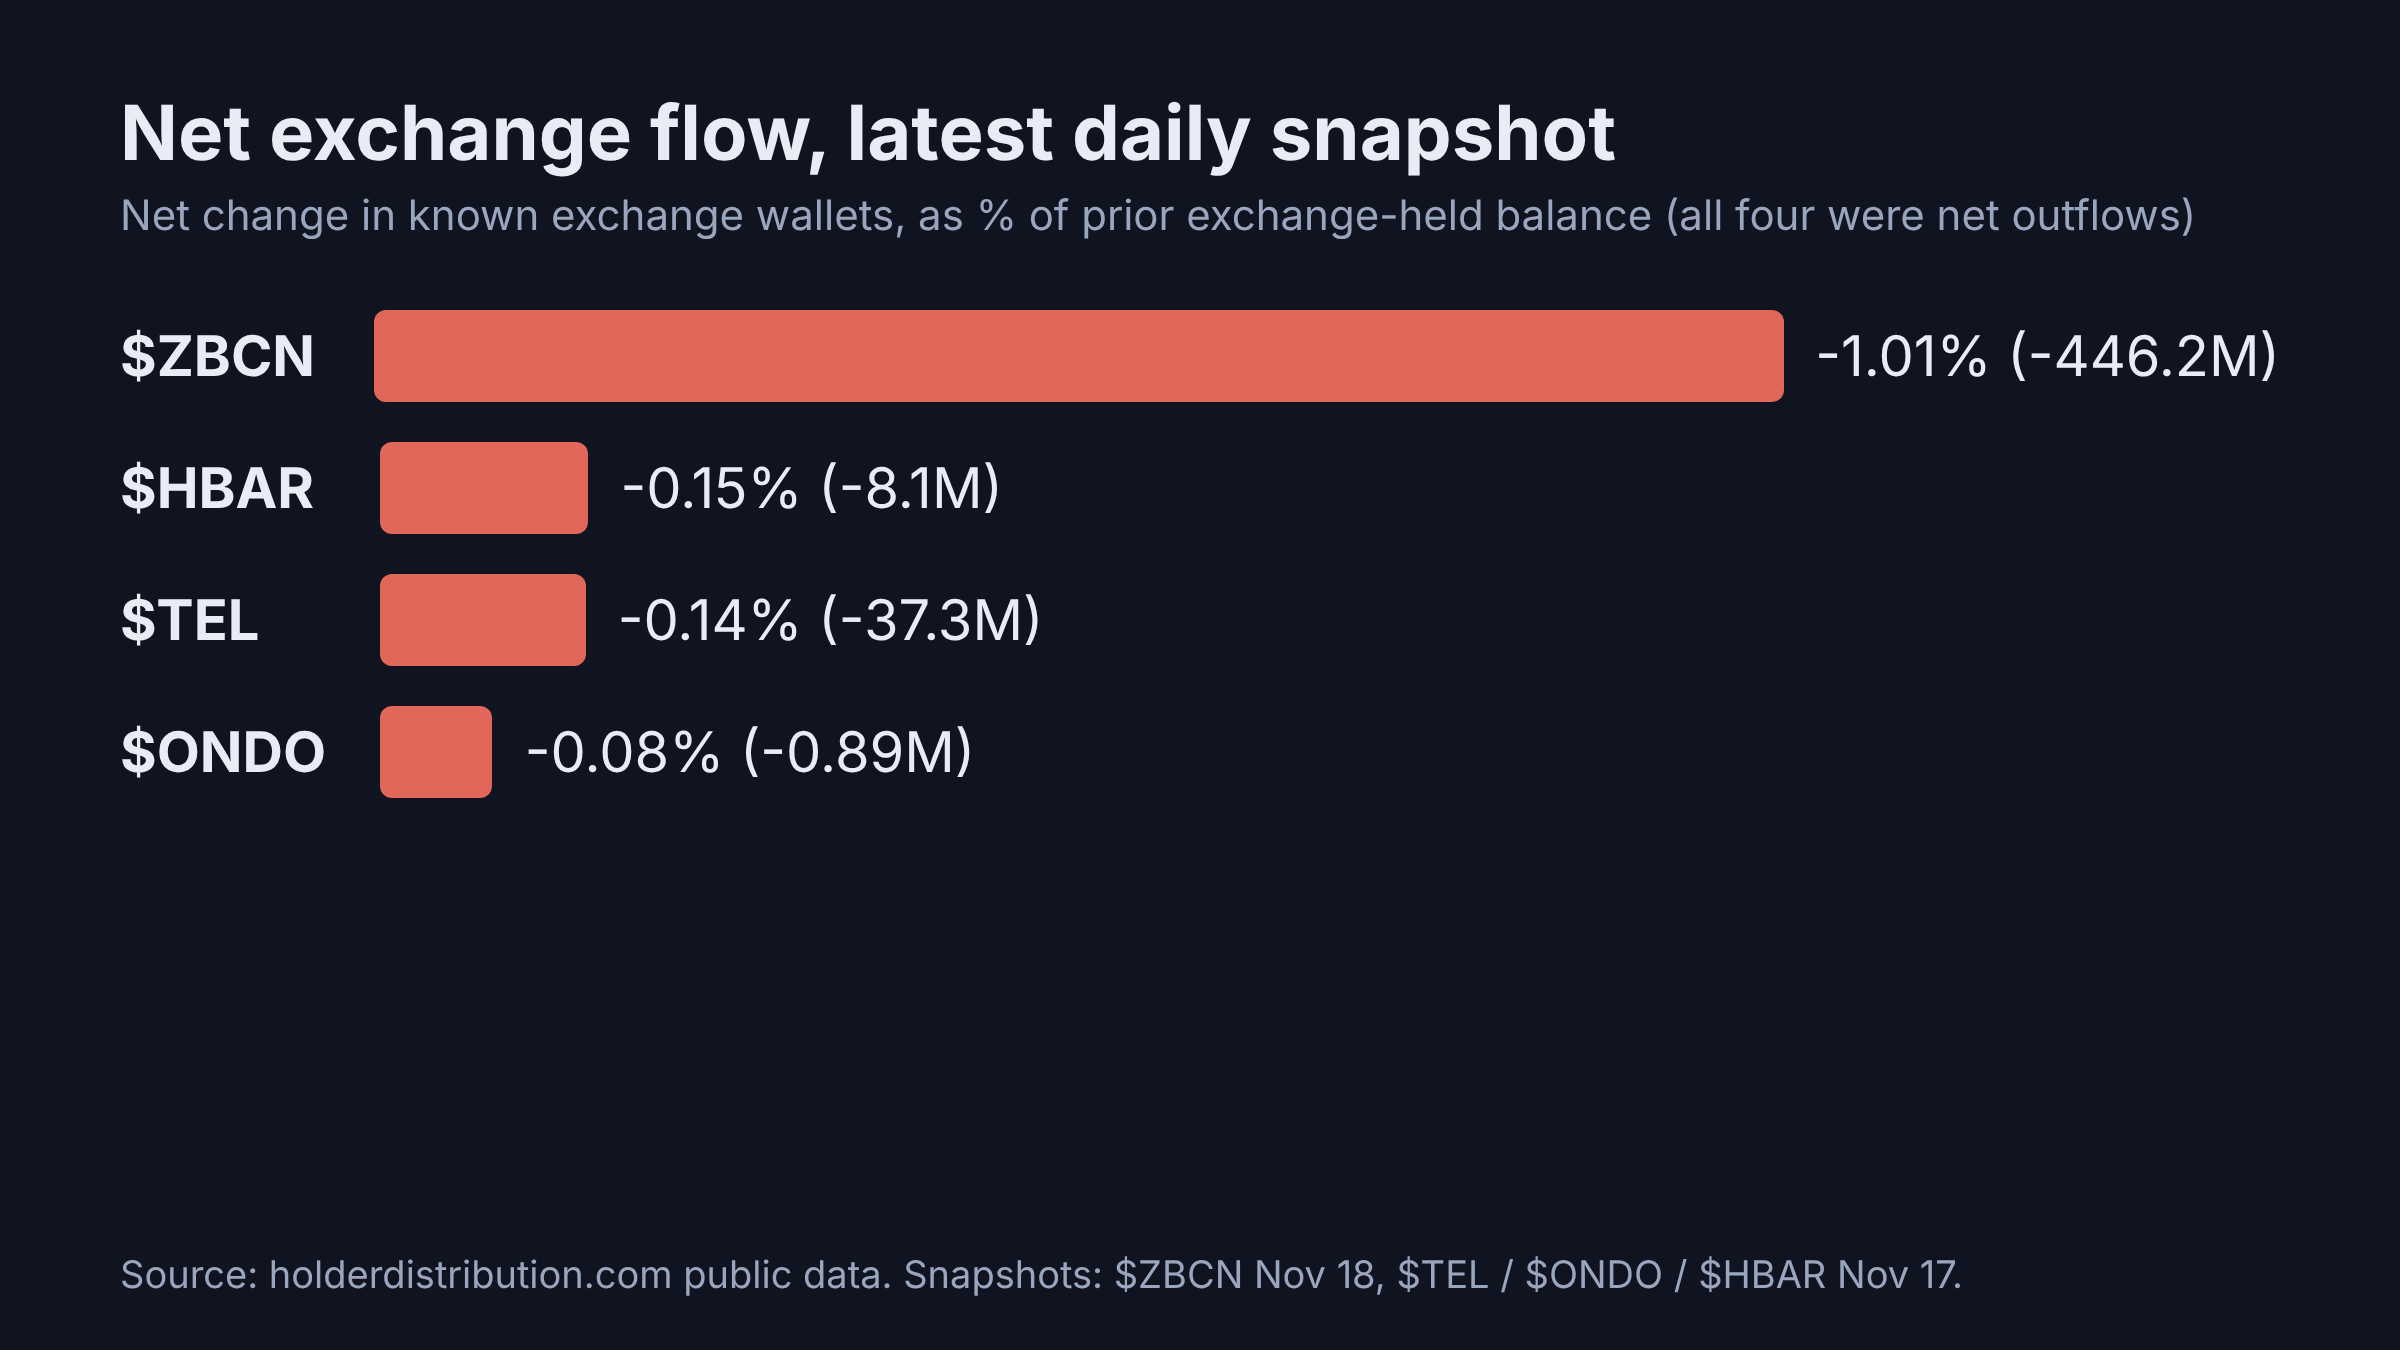 Net exchange flow, latest daily snapshot
Net change in known exchange wallets, as % of prior exchange-held balance (all four were net outflows)
$ZBCN -1.01% (-446.2M)
$HBAR -0.15% (-8.1M)
$TEL -0.14% (-37.3M)
$ONDO -0.08% (-0.89M)
Source: holderdistribution.com public data. Snapshots: $ZBCN Nov 18, $TEL / $ONDO / $HBAR Nov 17.